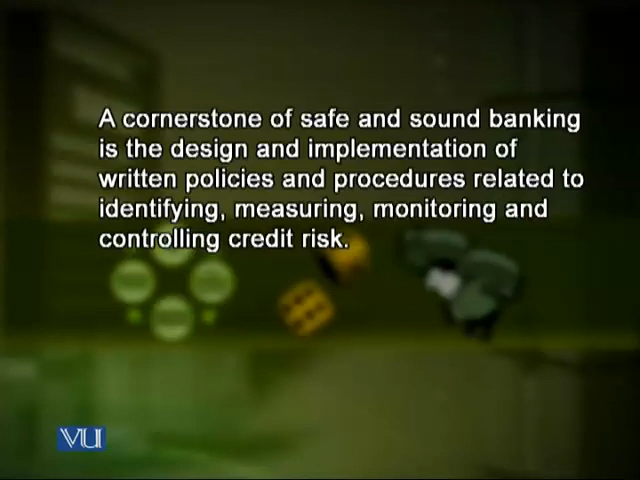 A cornerstone of safe and sound banking
is the design and implementation of
written policies and procedures related to
identifying, measuring, monitoring and
controlling credit risk.
VU